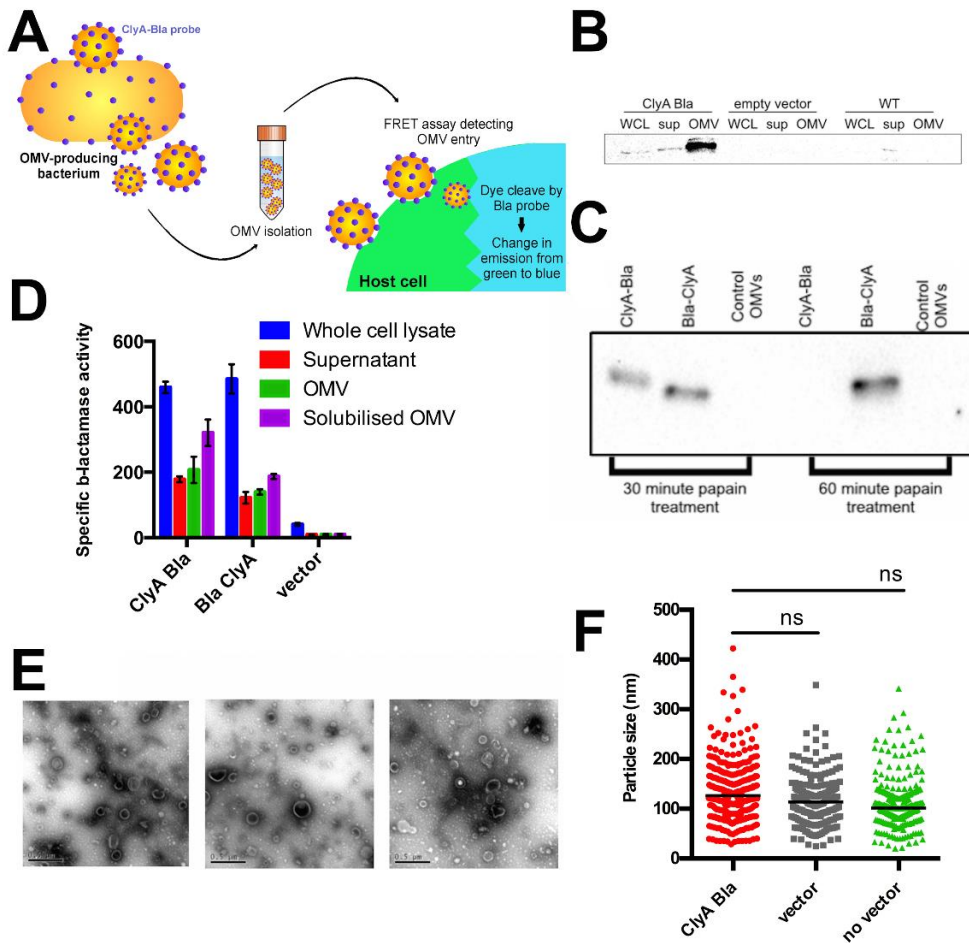 A
ClyA-Bla probe
OMV-producing
bacterium
OMV isolation
FRET assay detecting
OMV entry
Dye cleave by
Bla probe
Change in
emission from
green to blue
Host cell
B
ClyA Bla empty vector WT
WCL sup OMV WCL sup OMV WCL sup OMV
C
ClyA-Bla
Bla-ClyA
Control
OMVs
ClyA-Bla
Bla-ClyA
Control
OMVs
30 minute papain
treatment
60 minute papain
treatment
D
Specific b-lactamase activity
600
400
200
0
Whole cell lysate
Supernatant
OMV
Solubilised OMV
ClyA Bla
Bla ClyA
vector
E
0.5 µm
0.5 µm
F
ns
ns
Particle size (nm)
500
400
300
200
100
0
ClyA Bla
vector
no vector